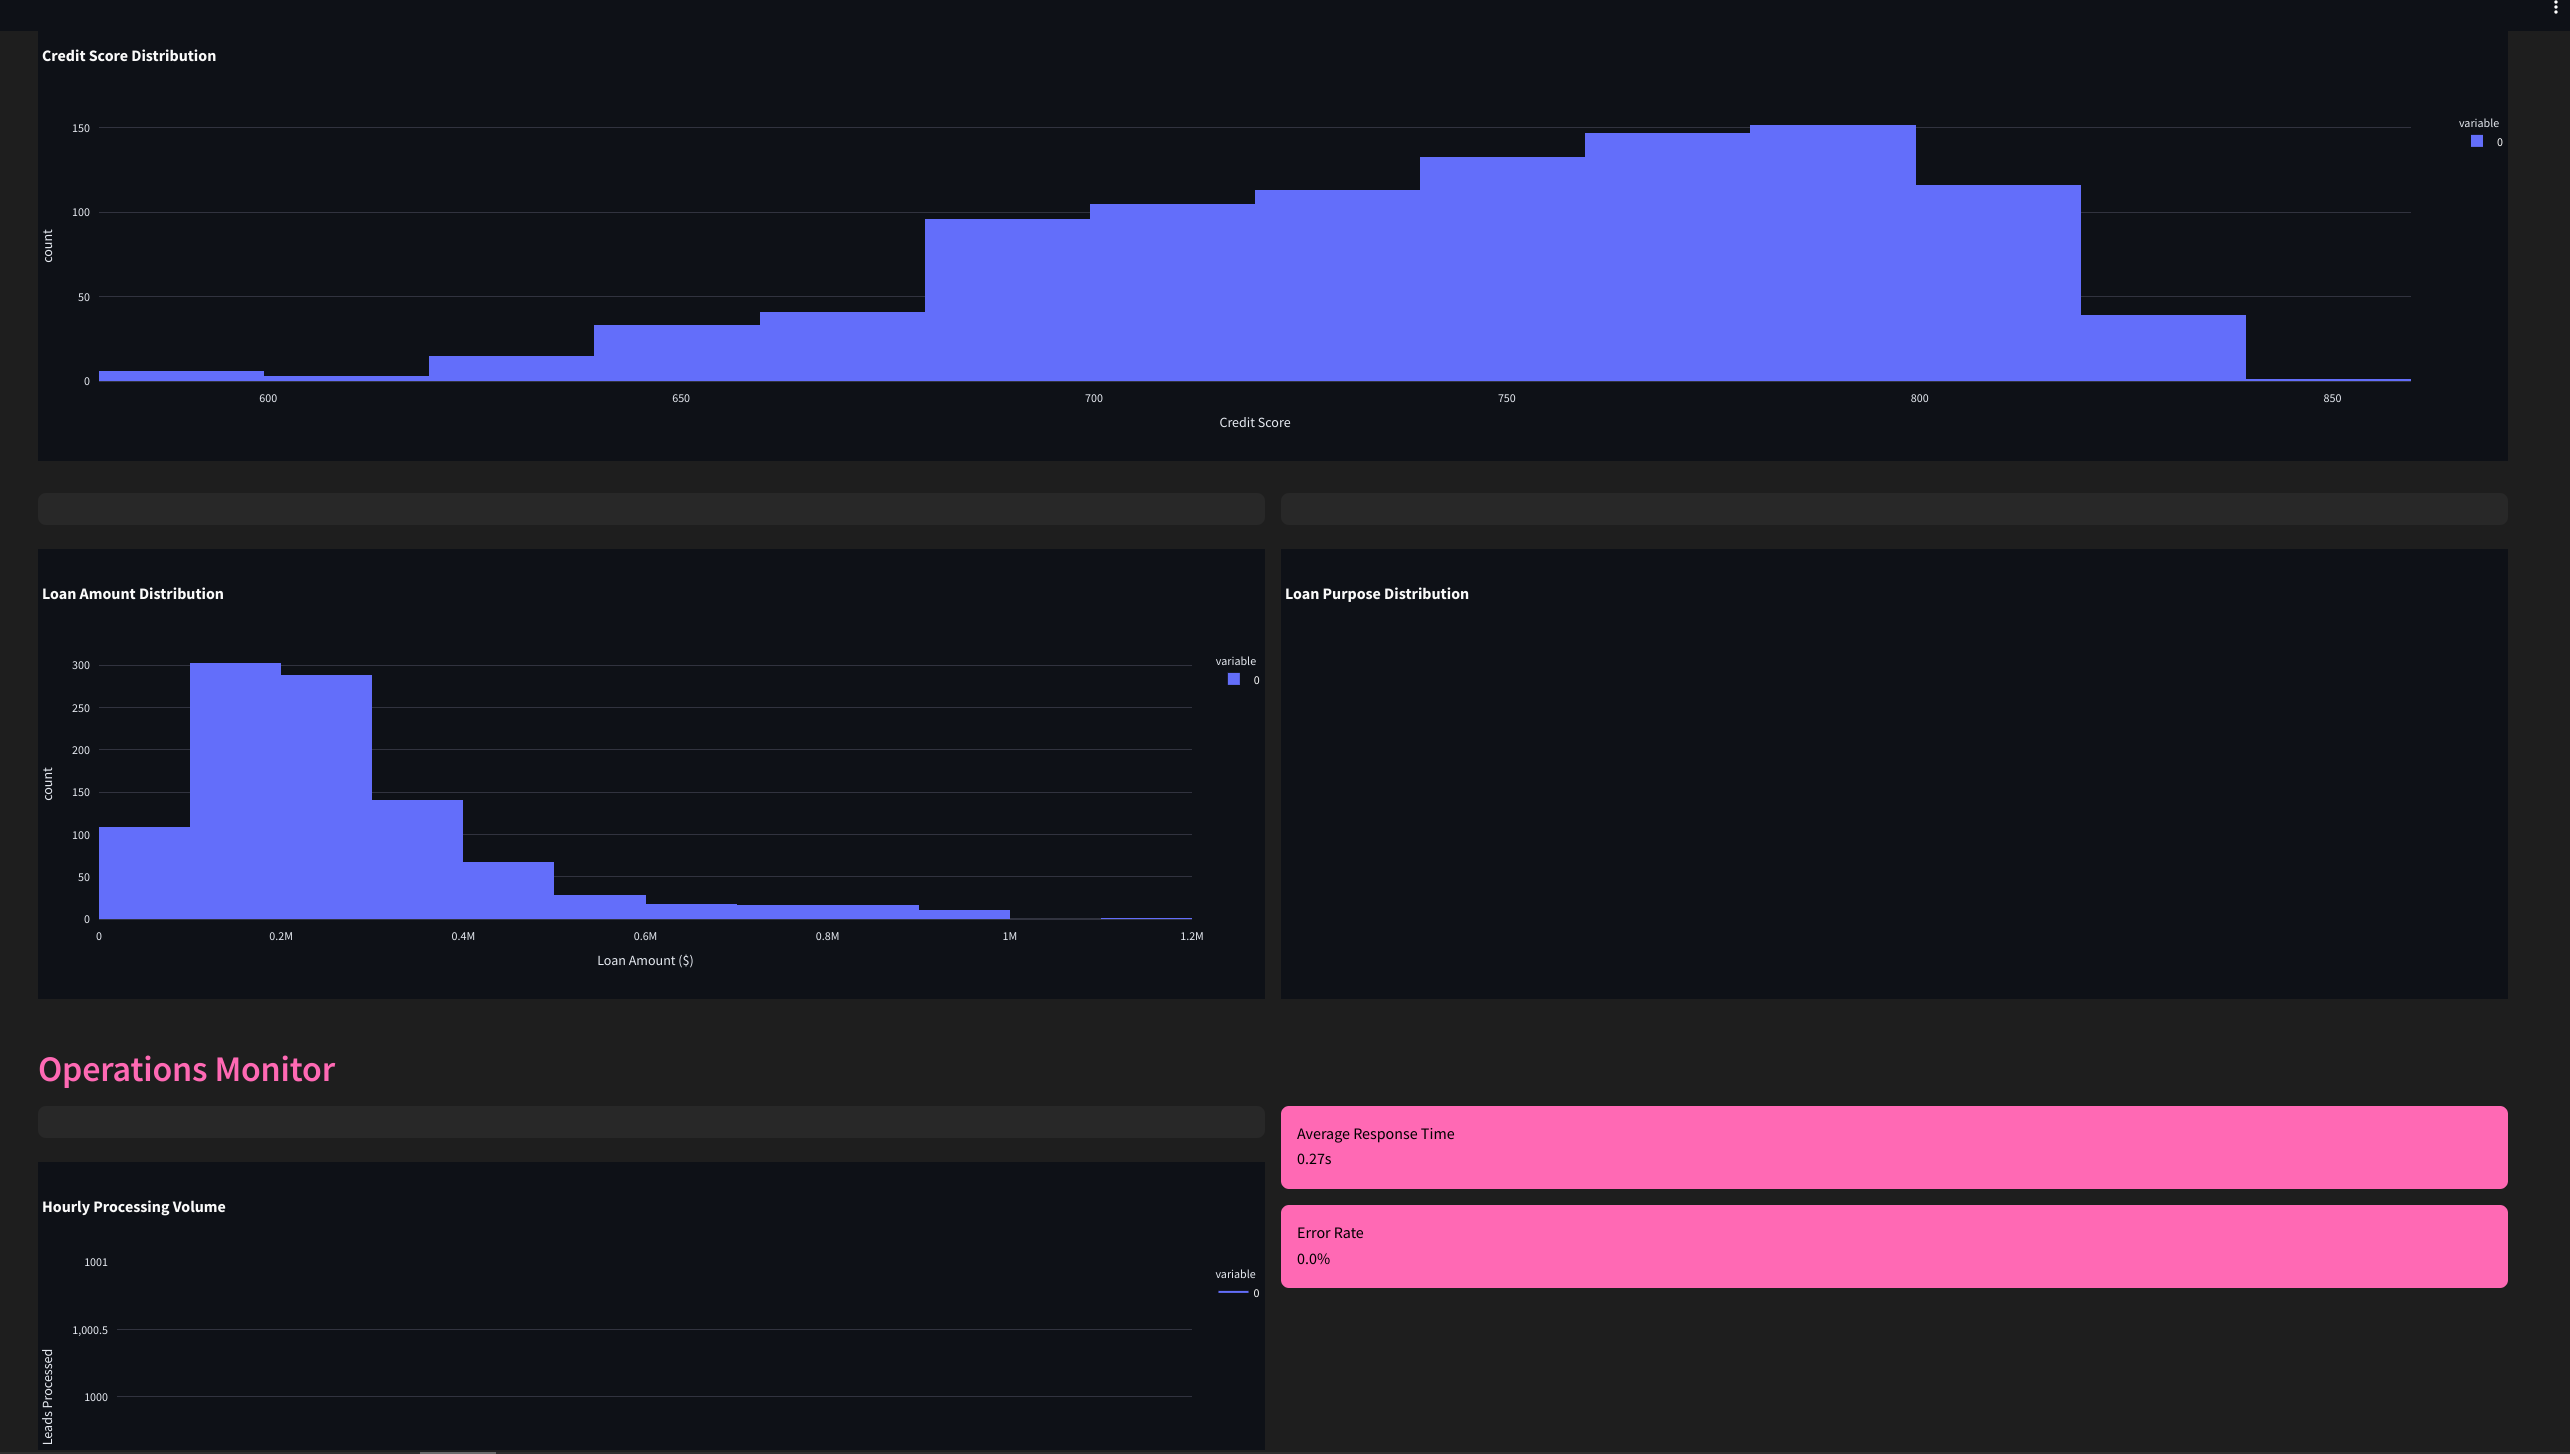 Credit Score Distribution
150
100
50
0
count
600 650 700 750 800 850
Credit Score
variable
0
Loan Amount Distribution
300
250
200
150
100
50
0
count
0 0.2M 0.4M 0.6M 0.8M 1M 1.2M
Loan Amount ($)
variable
0
Loan Purpose Distribution
Operations Monitor
Hourly Processing Volume
1001
1,000.5
1000
Leads Processed
variable
0
Average Response Time
0.27s
Error Rate
0.0%